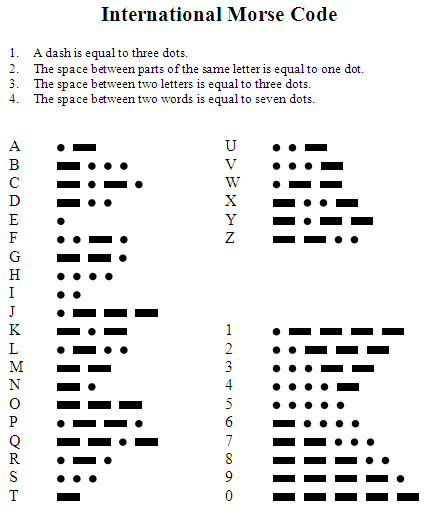 International Morse Code
1. A dash is equal to three dots.
2. The space between parts of the same letter is equal to one dot.
3. The space between two letters is equal to three dots.
4. The space between two words is equal to seven dots.
A
B
C
D
E
F
G
H
I
J
K
L
M
N
O
P
Q
R
S
T
U
V
W
X
Y
Z
1
2
3
4
5
6
7
8
9
0